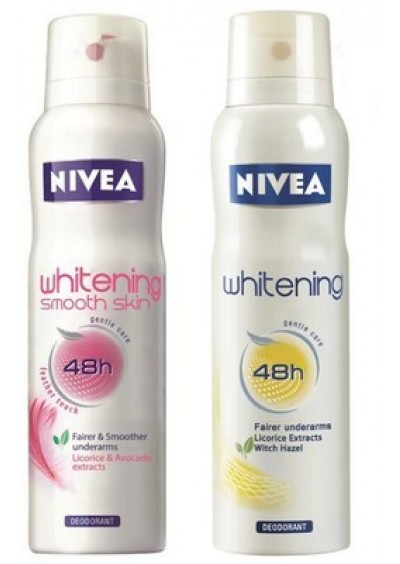 NIVEA
whitening
smooth skin
gentle care
48h
feather touch
Fairer & Smoother
underarms
Licorice & Avocado
extracts
DEODORANT
NIVEA
whitening
gentle care
48h
Fairer underarms
Licorice Extracts
Witch Hazel
DEODORANT